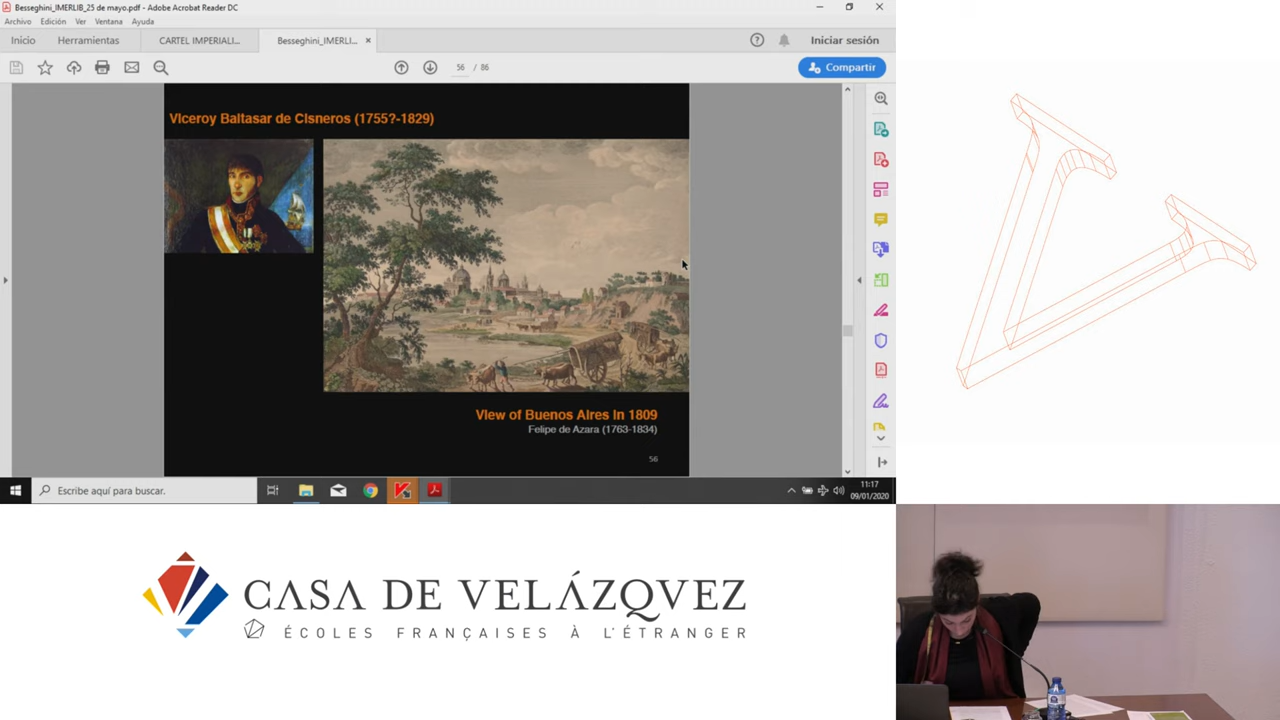 Besseghini_IMERLIB_25 de mayo.pdf - Adobe Acrobat Reader DC
Archivo Edición Ver Ventana Ayuda
Inicio Herramientas CARTEL IMPERIALI... Besseghini_IMERLI... × Iniciar sesión
56 / 86 Compartir
Viceroy Baltasar de Cisneros (1755?-1829)
View of Buenos Aires in 1809
Felipe de Azara (1763-1834)
56
Escribe aquí para buscar.
11:17
09/01/2020
CASA DE VELÁZQVEZ
ÉCOLES FRANÇAISES À L'ÉTRANGER